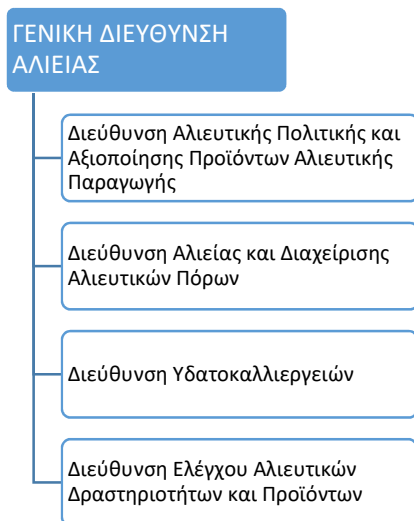 ΓΕΝΙΚΗ ΔΙΕΥΘΥΝΣΗ
ΑΛΙΕΙΑΣ
Διεύθυνση Αλιευτικής Πολιτικής και
Αξιοποίησης Προϊόντων Αλιευτικής
Παραγωγής
Διεύθυνση Αλιείας και Διαχείρισης
Αλιευτικών Πόρων
Διεύθυνση Υδατοκαλλιεργειών
Διεύθυνση Ελέγχου Αλιευτικών
Δραστηριοτήτων και Προϊόντων